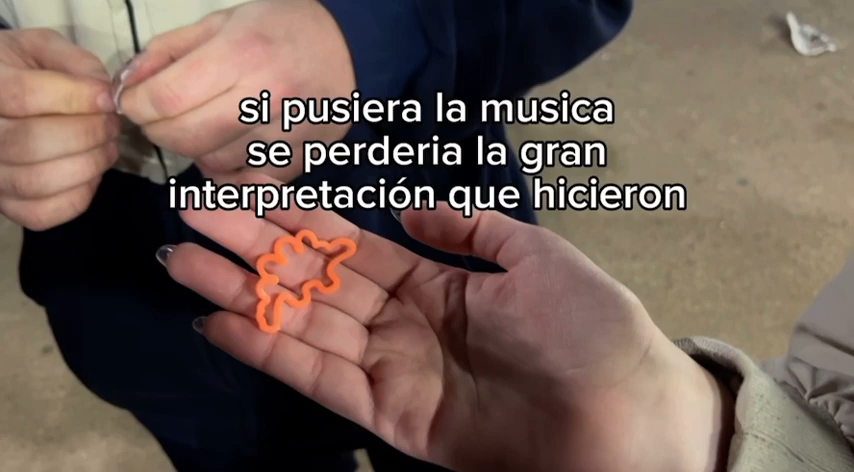 si pusiera la musica
se perderia la gran
interpretación que hicieron